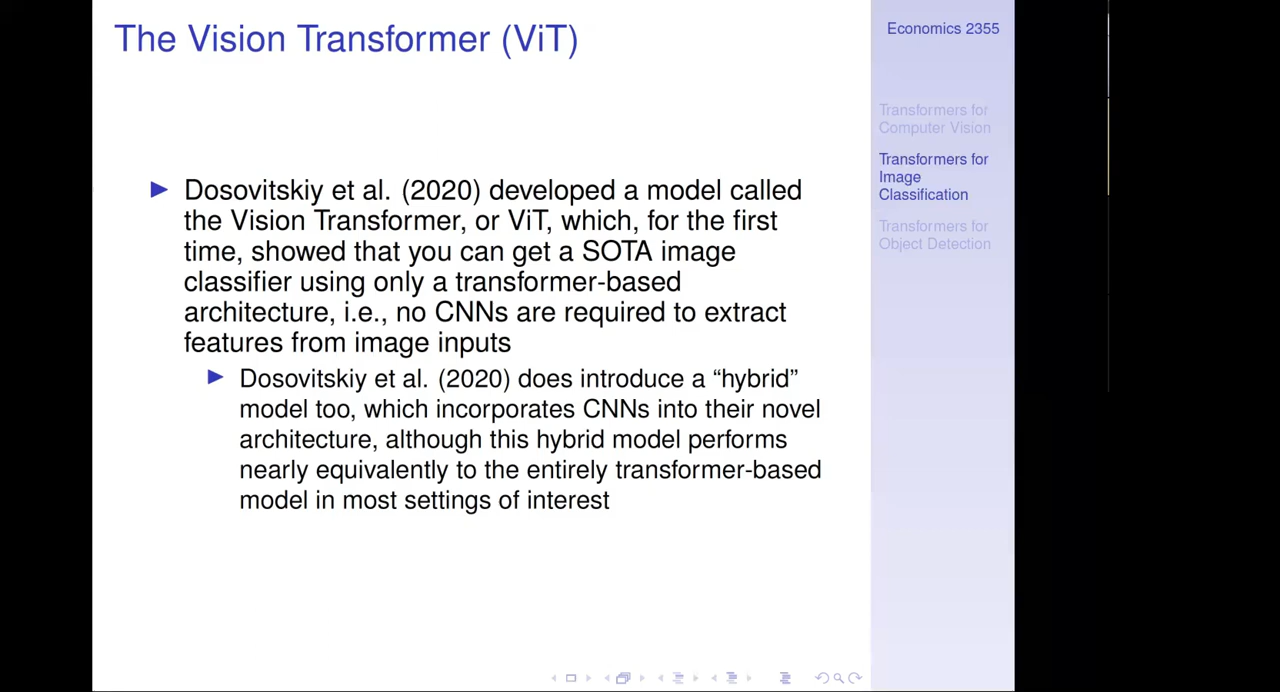 The Vision Transformer (ViT)
Dosovitskiy et al. (2020) developed a model called
the Vision Transformer, or ViT, which, for the first
time, showed that you can get a SOTA image
classifier using only a transformer-based
architecture, i.e., no CNNs are required to extract
features from image inputs
Dosovitskiy et al. (2020) does introduce a “hybrid”
model too, which incorporates CNNs into their novel
architecture, although this hybrid model performs
nearly equivalently to the entirely transformer-based
model in most settings of interest
Economics 2355
Transformers for
Computer Vision
Transformers for
Image
Classification
Transformers for
Object Detection